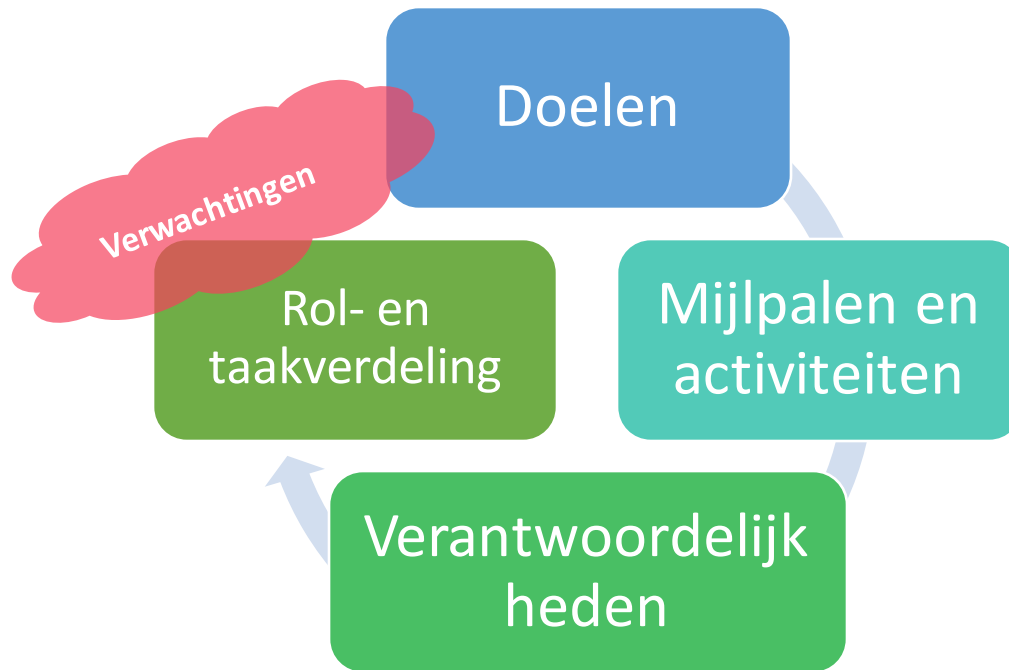 Doelen
Verwachtingen
Rol- en
taakverdeling
Mijlpalen en
activiteiten
Verantwoordelijk
heden